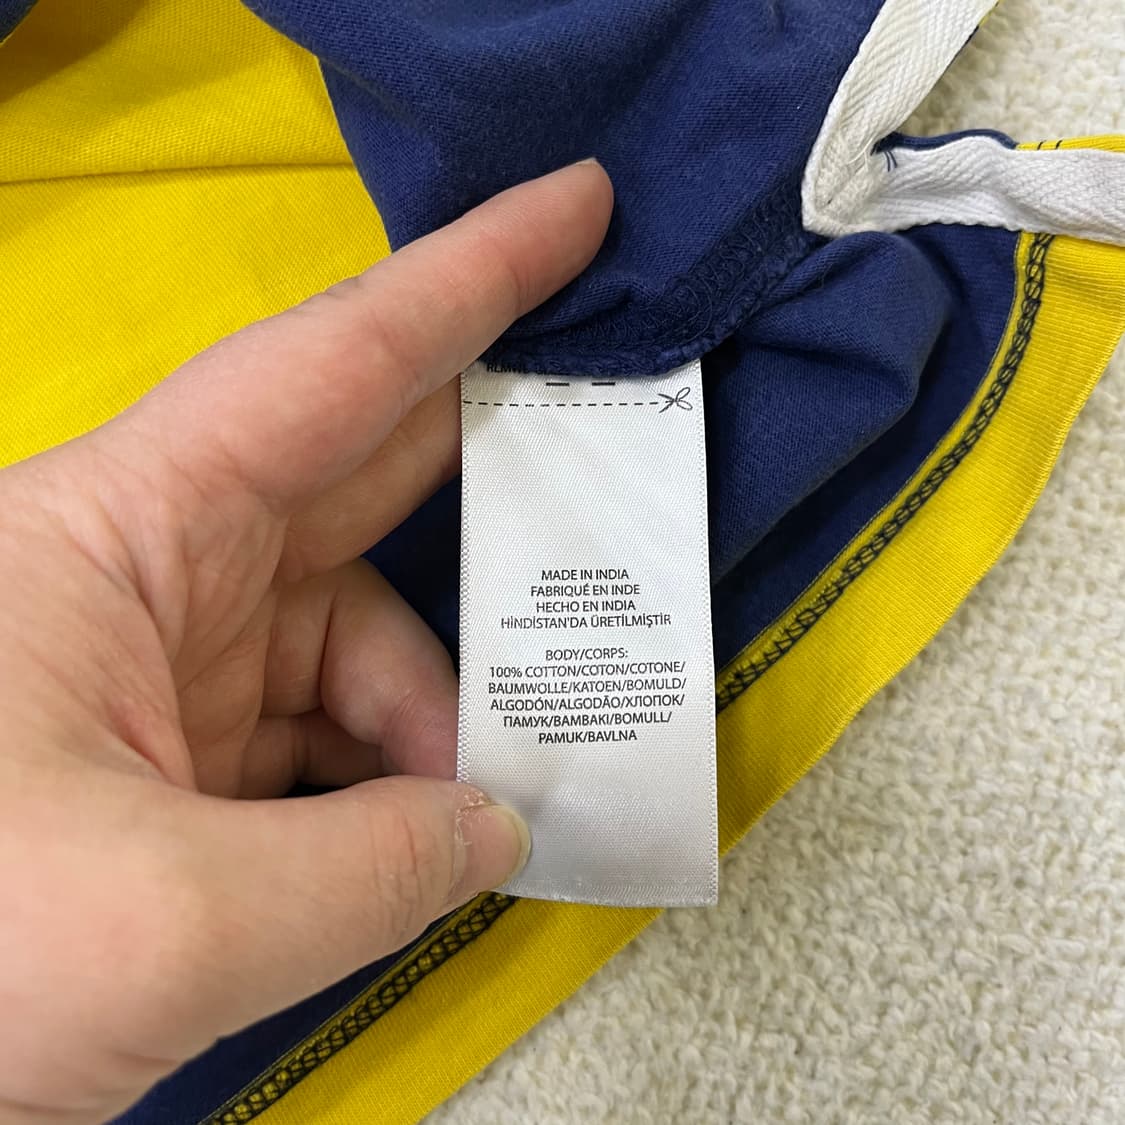 MADE IN INDIA
FABRIQUÉ EN INDE
HECHO EN INDIA
HİNDİSTAN'DA ÜRETİLMİŞTİR
BODY/CORPS:
100% COTTON/COTON/COTONE/
BAUMWOLLE/KATOEN/BOMULD/
ALGODÓN/ALGODÃO/ХЛОПОК/
ПАМУК/ΒΑΜΒΑΚΙ/BOMULL/
PAMUK/BAVLNA